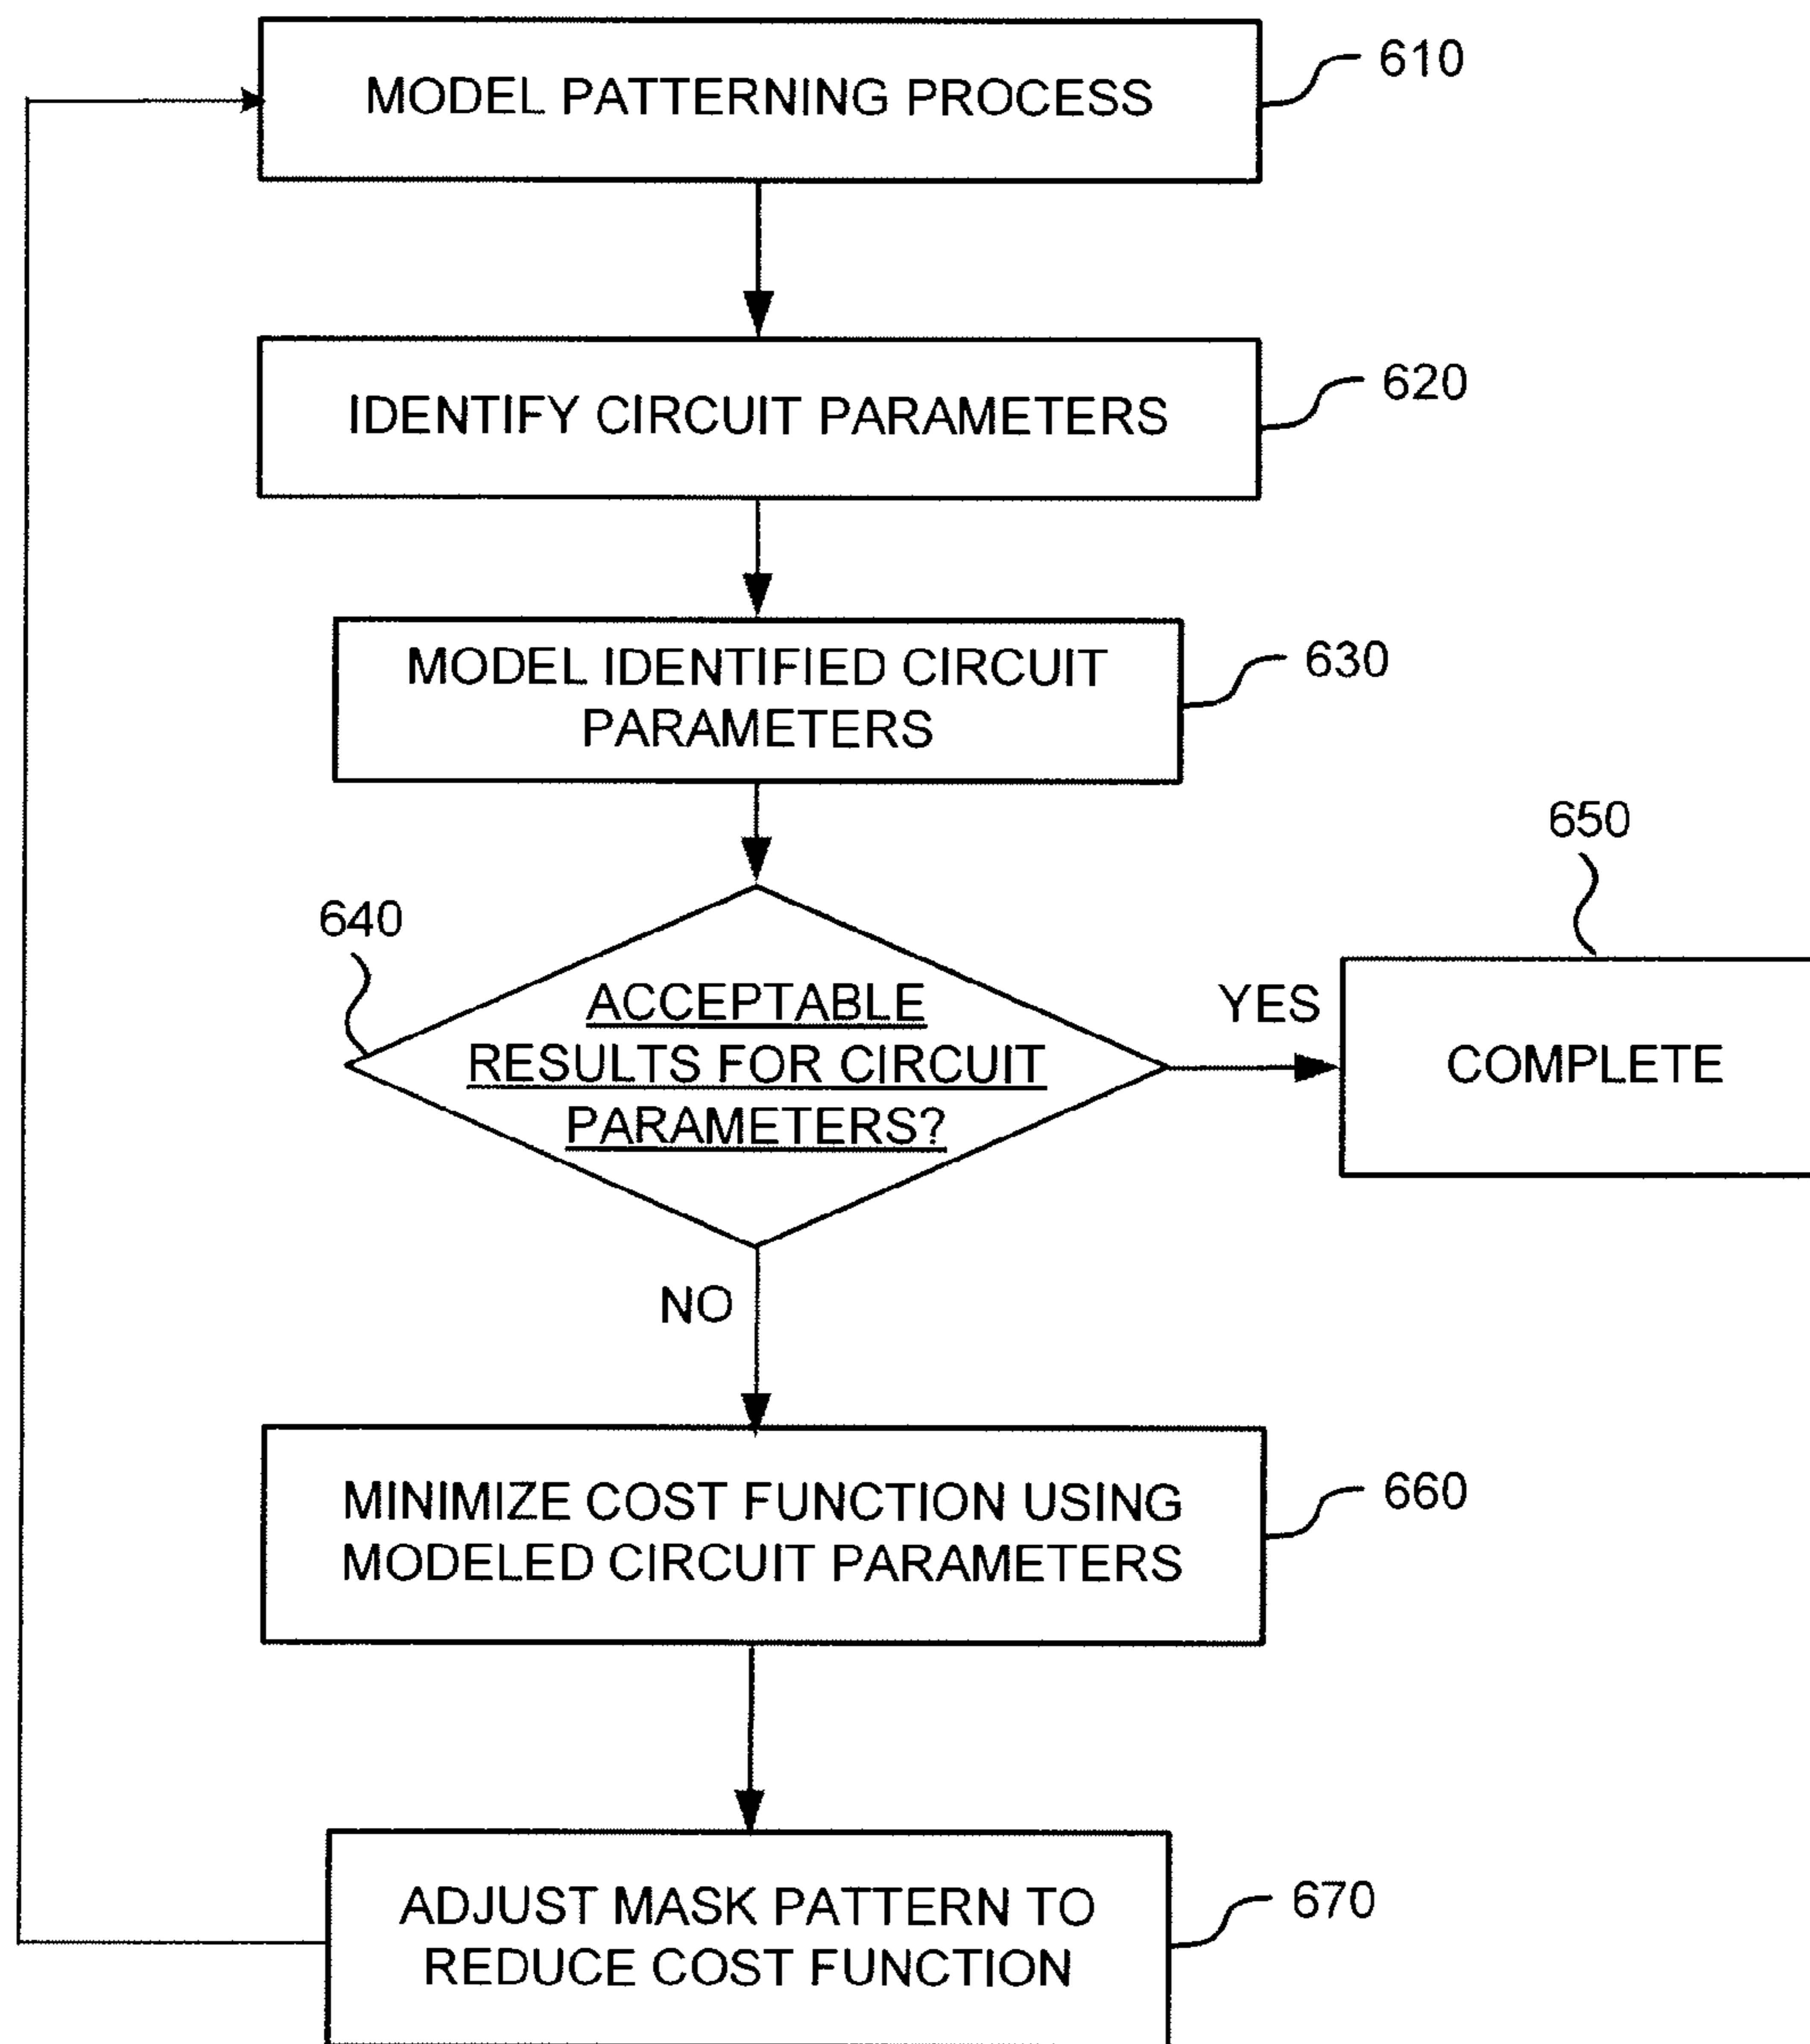 MODEL PATTERNING PROCESS
610
IDENTIFY CIRCUIT PARAMETERS
620
MODEL IDENTIFIED CIRCUIT
PARAMETERS
630
640
ACCEPTABLE
RESULTS FOR CIRCUIT
PARAMETERS?
YES
650
COMPLETE
NO
MINIMIZE COST FUNCTION USING
MODELED CIRCUIT PARAMETERS
660
ADJUST MASK PATTERN TO
REDUCE COST FUNCTION
670